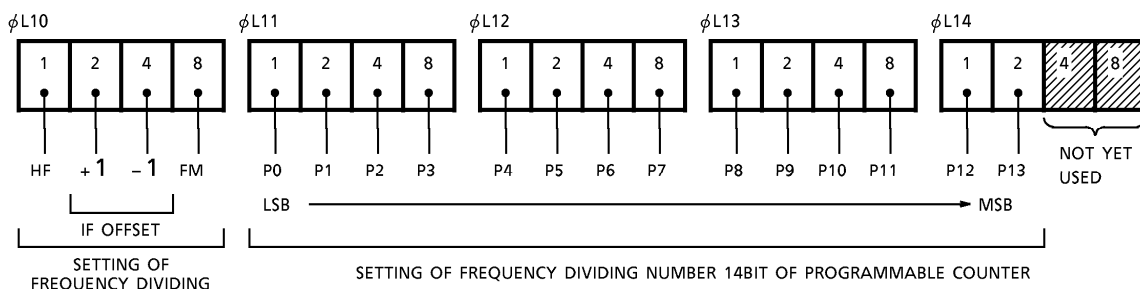 φL10 φL11 φL12 φL13 φL14
1 2 4 8 1 2 4 8 1 2 4 8 1 2 4 8 1 2 4 8
HF +1 −1 FM P0 P1 P2 P3 P4 P5 P6 P7 P8 P9 P10 P11 P12 P13 NOT YET
USED
LSB MSB
IF OFFSET
SETTING OF
FREQUENCY DIVIDING
SETTING OF FREQUENCY DIVIDING NUMBER 14BIT OF PROGRAMMABLE COUNTER